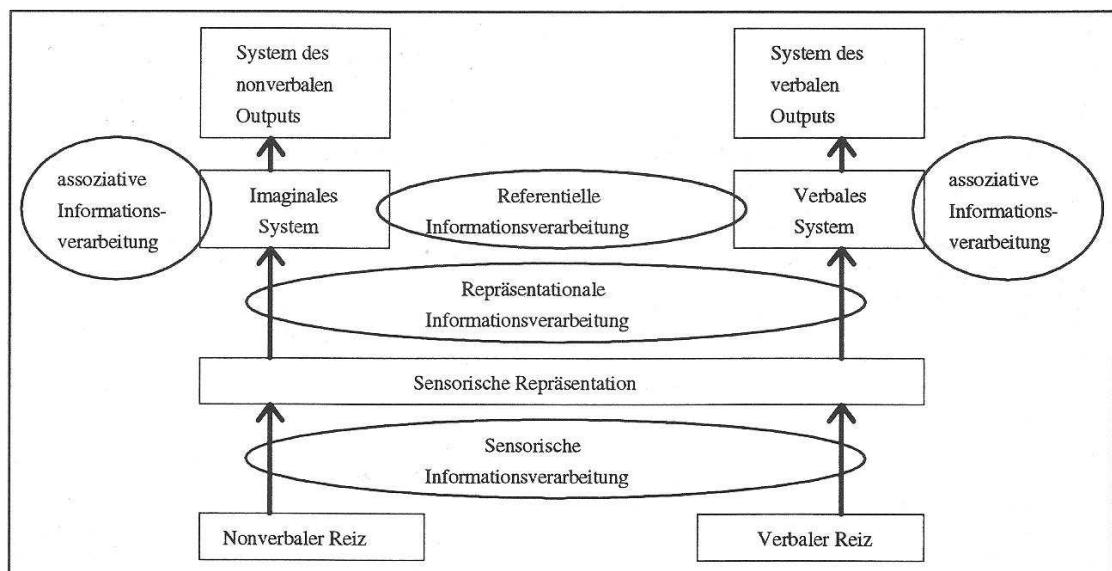 System des
nonverbalen
Outputs
System des
verbalen
Outputs
assoziative
Informations-
verarbeitung
Imaginales
System
Referentielle
Informationsverarbeitung
Verbales
System
assoziative
Informations-
verarbeitung
Repräsentationale
Informationsverarbeitung
Sensorische Repräsentation
Sensorische
Informationsverarbeitung
Nonverbaler Reiz
Verbaler Reiz